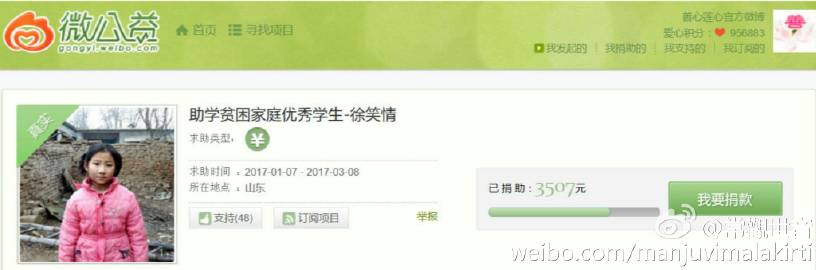 微公益
gongyi.weibo.com
首页
寻找项目
善心莲心官方微博
爱心积分：956883
我发起的 | 我捐助的 | 我支持的 | 我订阅的
善
真实
助学贫困家庭优秀学生-徐笑情
求助类型：
¥
求助时间：2017-01-07 - 2017-03-08
所在地点：山东
支持(48)
订阅项目
举报
已捐助：3507元
我要捐款
weibo.com/manjuvimalakirti